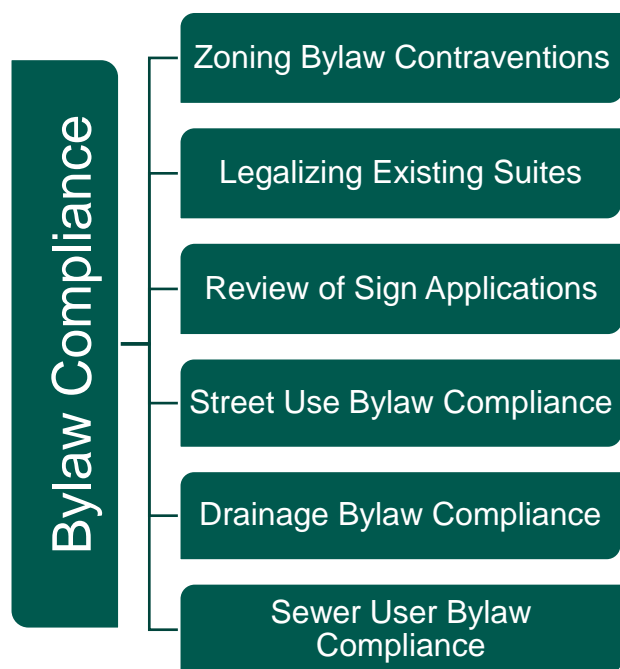 Bylaw Compliance
Zoning Bylaw Contraventions
Legalizing Existing Suites
Review of Sign Applications
Street Use Bylaw Compliance
Drainage Bylaw Compliance
Sewer User Bylaw
Compliance